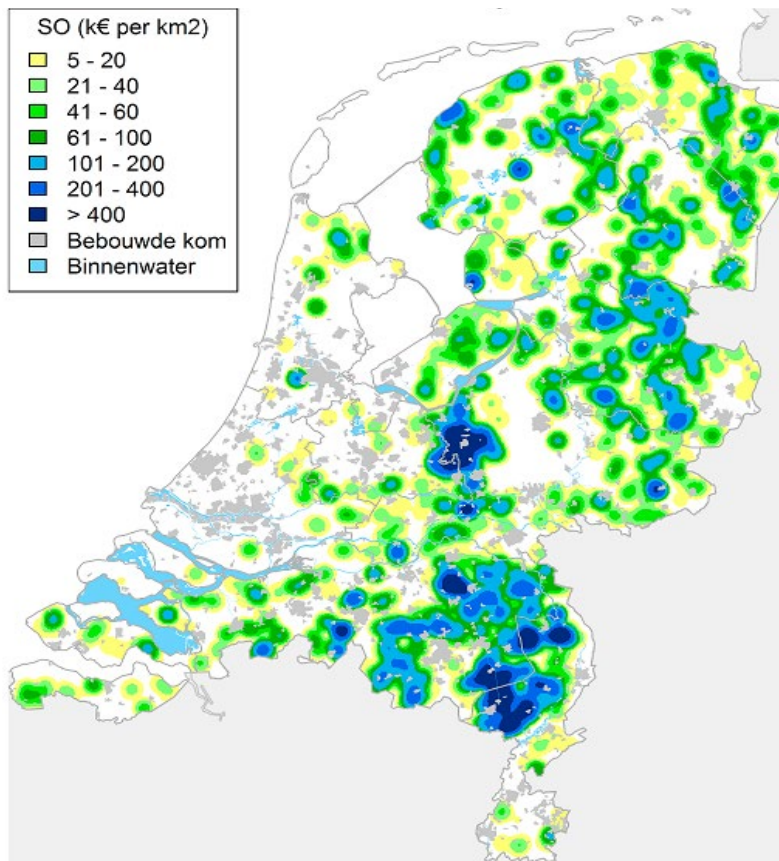 SO (k€ per km2)
5 - 20
21 - 40
41 - 60
61 - 100
101 - 200
201 - 400
> 400
Bebouwde kom
Binnenwater